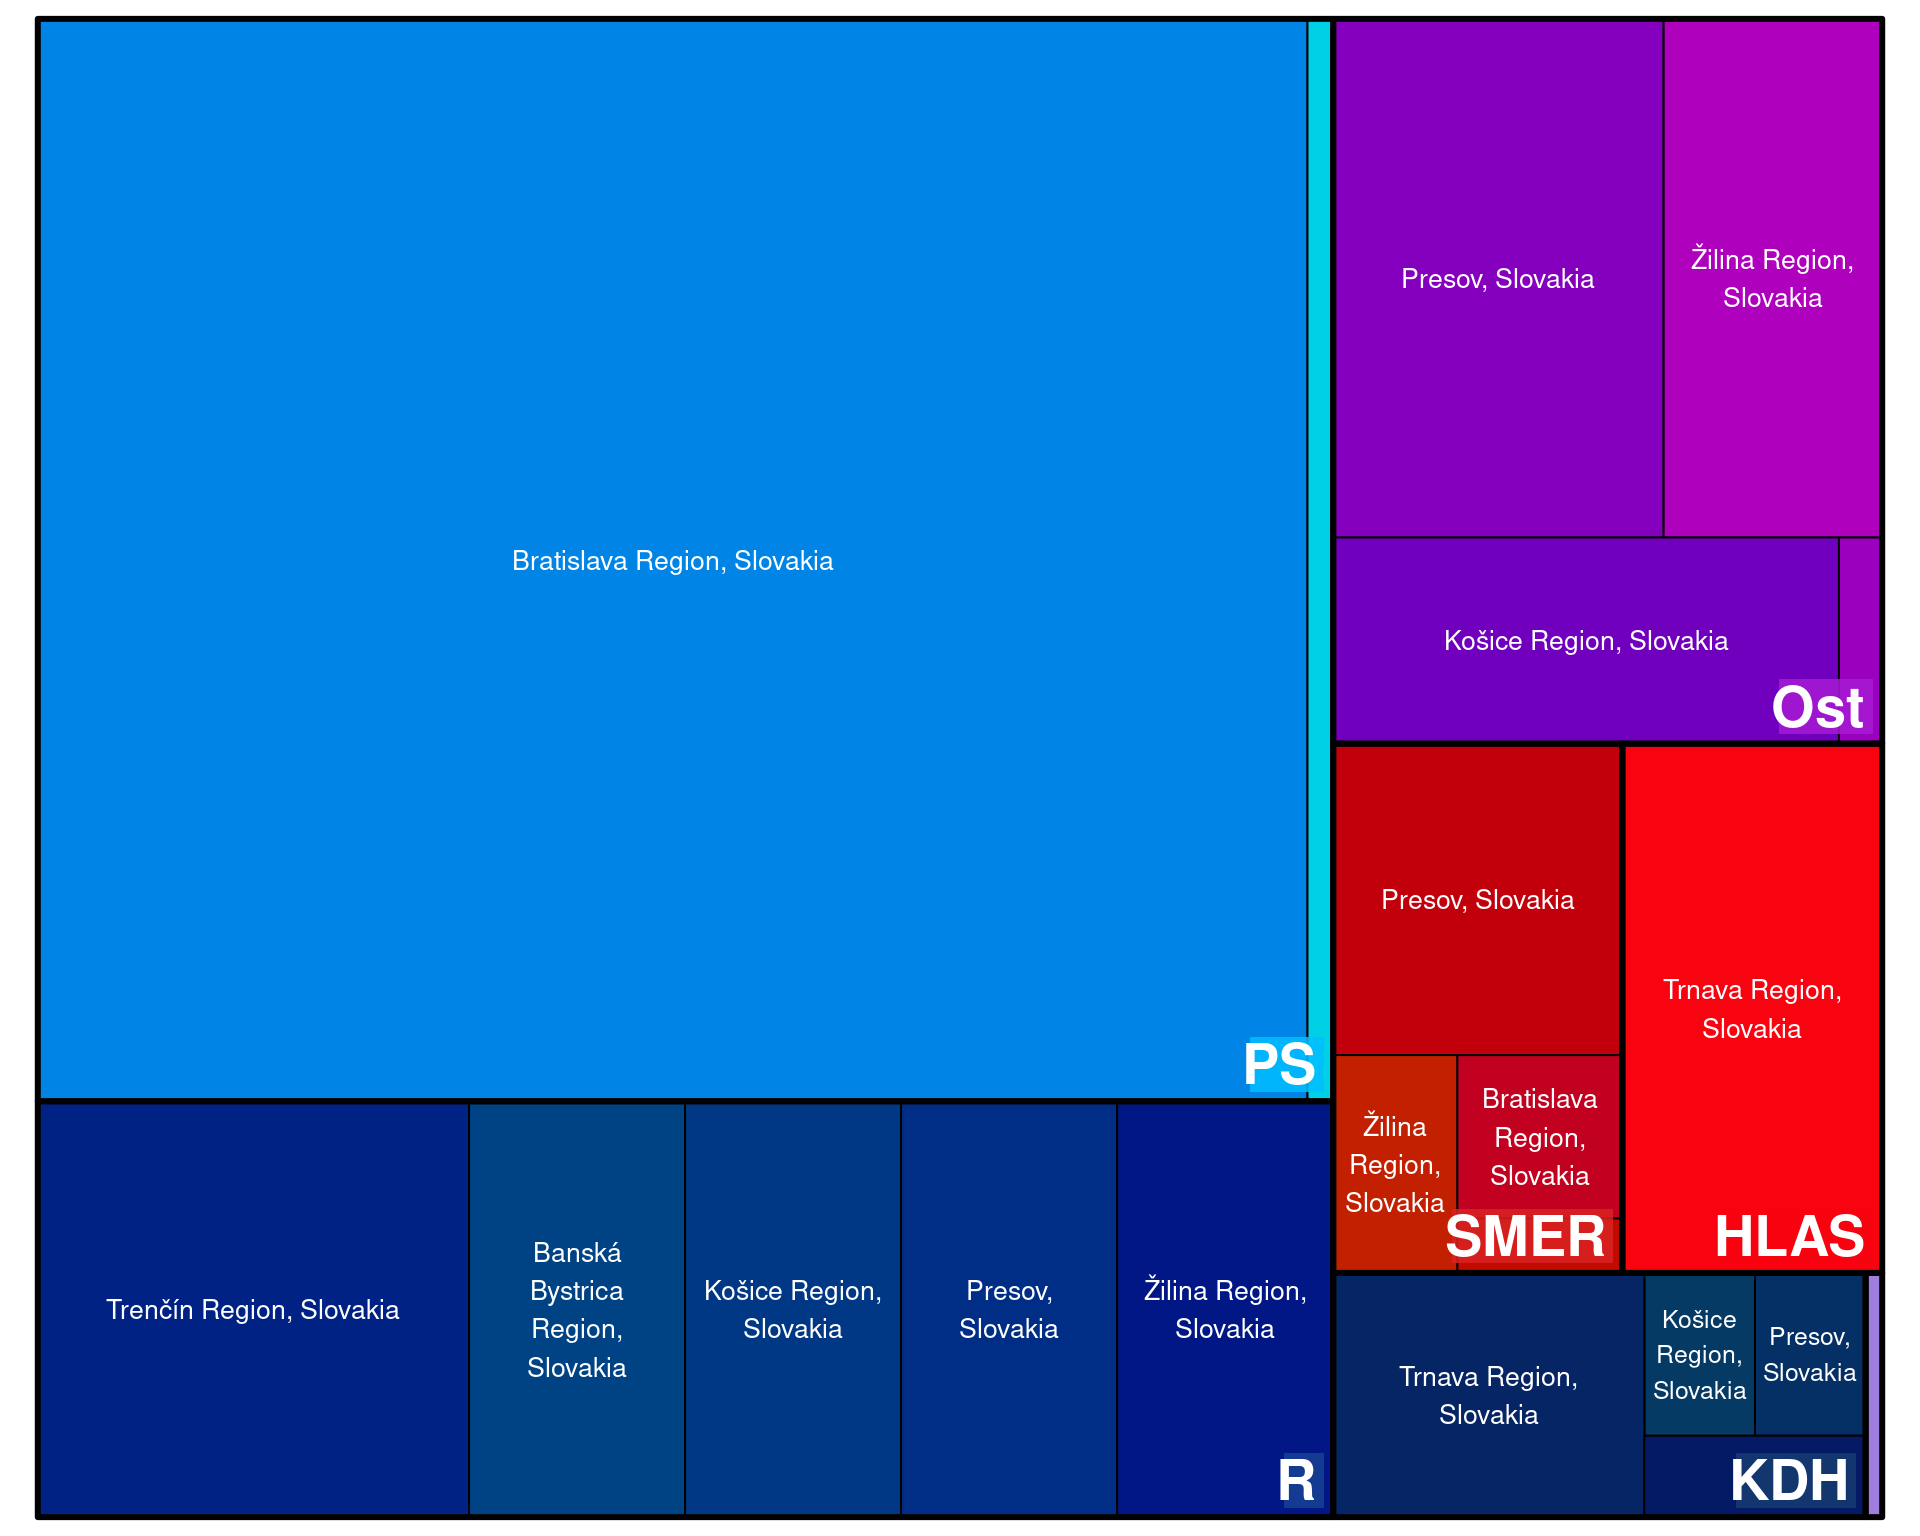 Bratislava Region, Slovakia
PS
Trenčín Region, Slovakia
Banská
Bystrica
Region,
Slovakia
Košice Region,
Slovakia
Presov,
Slovakia
Žilina Region,
Slovakia
R
Presov, Slovakia
Žilina Region,
Slovakia
Košice Region, Slovakia
Ost
Presov, Slovakia
Žilina
Region,
Slovakia
Bratislava
Region,
Slovakia
SMER
Trnava Region,
Slovakia
HLAS
Trnava Region,
Slovakia
Košice
Region,
Slovakia
Presov,
Slovakia
KDH